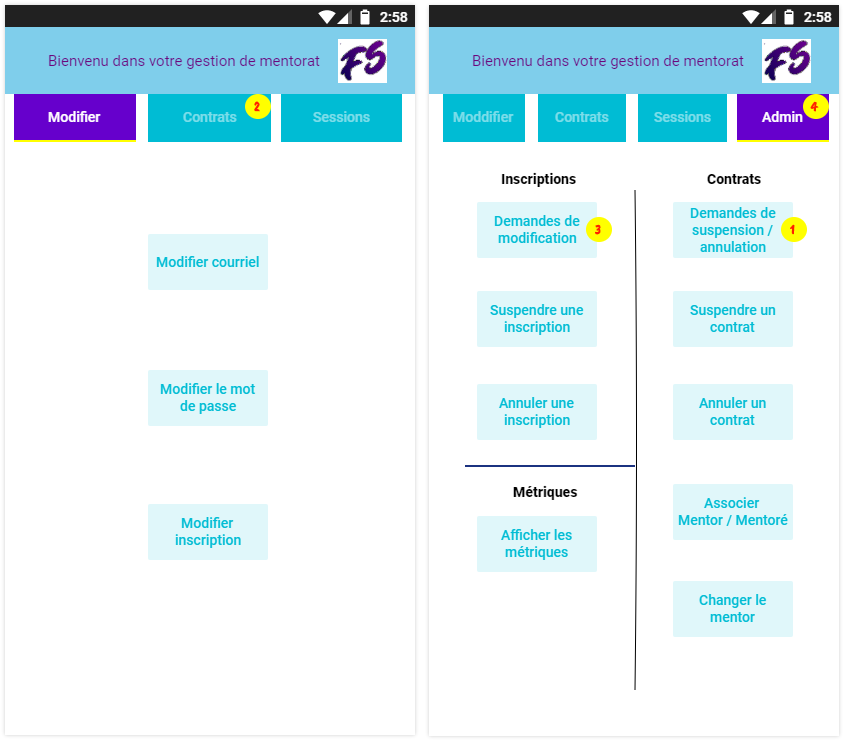 2:58
Bienvenu dans votre gestion de mentorat FS
Modifier Contrats 2 Sessions
Modifier courriel
Modifier le mot
de passe
Modifier
inscription
2:58
Bienvenu dans votre gestion de mentorat FS
Moddifier Contrats Sessions Admin 4
Inscriptions
Demandes de
modification 3
Suspendre une
inscription
Annuler une
inscription
Métriques
Afficher les
métriques
Contrats
Demandes de
suspension / 1
annulation
Suspendre un
contrat
Annuler un
contrat
Associer
Mentor / Mentoré
Changer le
mentor